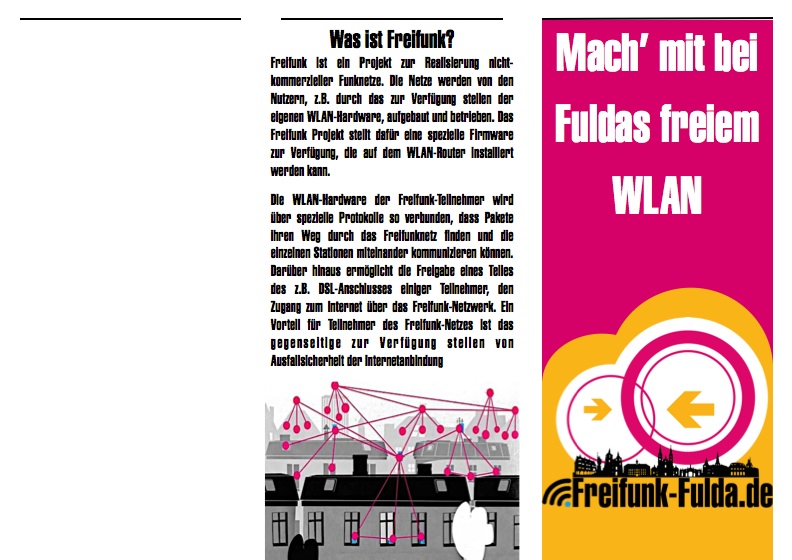 Was ist Freifunk?
Freifunk ist ein Projekt zur Realisierung nicht-
kommerzieller Funknetze. Die Netze werden von den
Nutzern, z.B. durch das zur Verfügung stellen der
eigenen WLAN-Hardware, aufgebaut und betrieben. Das
Freifunk Projekt stellt dafür eine spezielle Firmware
zur Verfügung, die auf dem WLAN-Router installiert
werden kann.
Die WLAN-Hardware der Freifunk-Teilnehmer wird
über spezielle Protokolle so verbunden, dass Pakete
ihren Weg durch das Freifunknetz finden und die
einzelnen Stationen miteinander kommunizieren können.
Darüber hinaus ermöglicht die Freigabe eines Teiles
des z.B. DSL-Anschlusses einiger Teilnehmer, den
Zugang zum Internet über das Freifunk-Netzwerk. Ein
Vorteil für Teilnehmer des Freifunk-Netzes ist das
gegenseitige zur Verfügung stellen von
Ausfallsicherheit der Internetanbindung
Mach' mit bei
Fuldas freiem
WLAN
Freifunk-Fulda.de